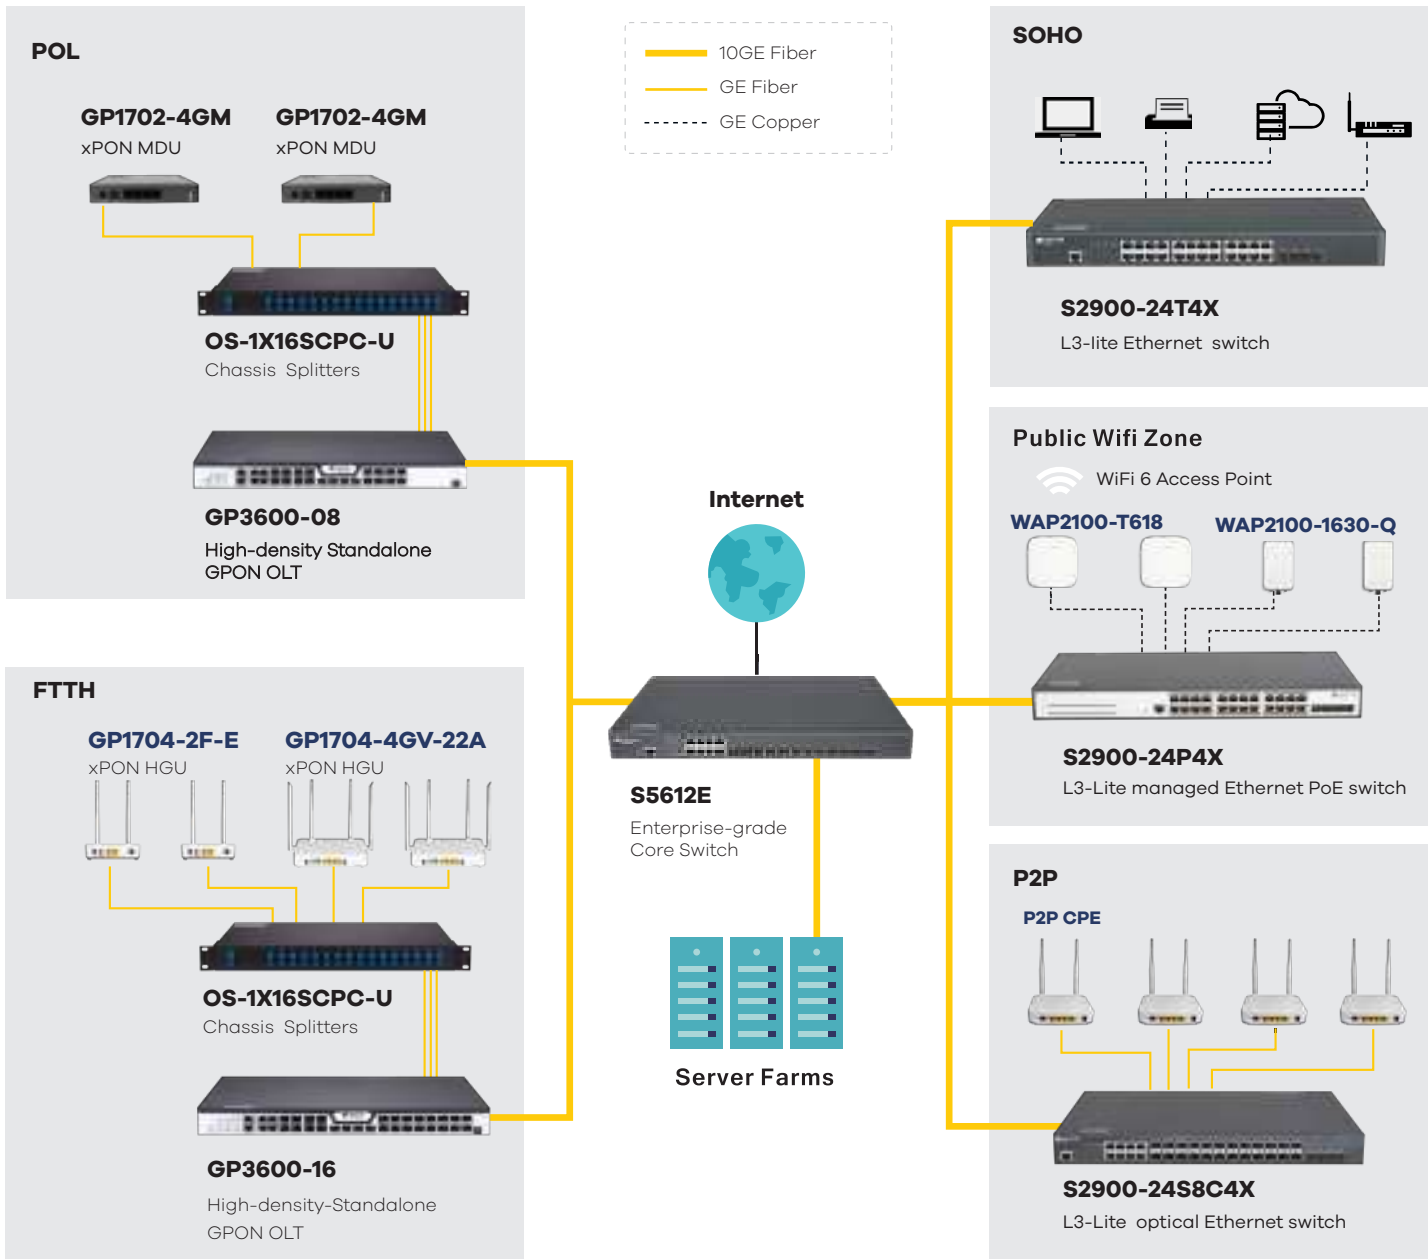 POL
GP1702-4GM
xPON MDU
GP1702-4GM
xPON MDU
OS-1X16SCPC-U
Chassis Splitters
GP3600-08
High-density Standalone
GPON OLT
FTTH
GP1704-2F-E
xPON HGU
GP1704-4GV-22A
xPON HGU
OS-1X16SCPC-U
Chassis Splitters
GP3600-16
High-density-Standalone
GPON OLT
10GE Fiber
GE Fiber
GE Copper
Internet
S5612E
Enterprise-grade
Core Switch
Server Farms
SOHO
S2900-24T4X
L3-lite Ethernet switch
Public Wifi Zone
WiFi 6 Access Point
WAP2100-T618
WAP2100-1630-Q
S2900-24P4X
L3-Lite managed Ethernet PoE switch
P2P
P2P CPE
S2900-24S8C4X
L3-Lite optical Ethernet switch